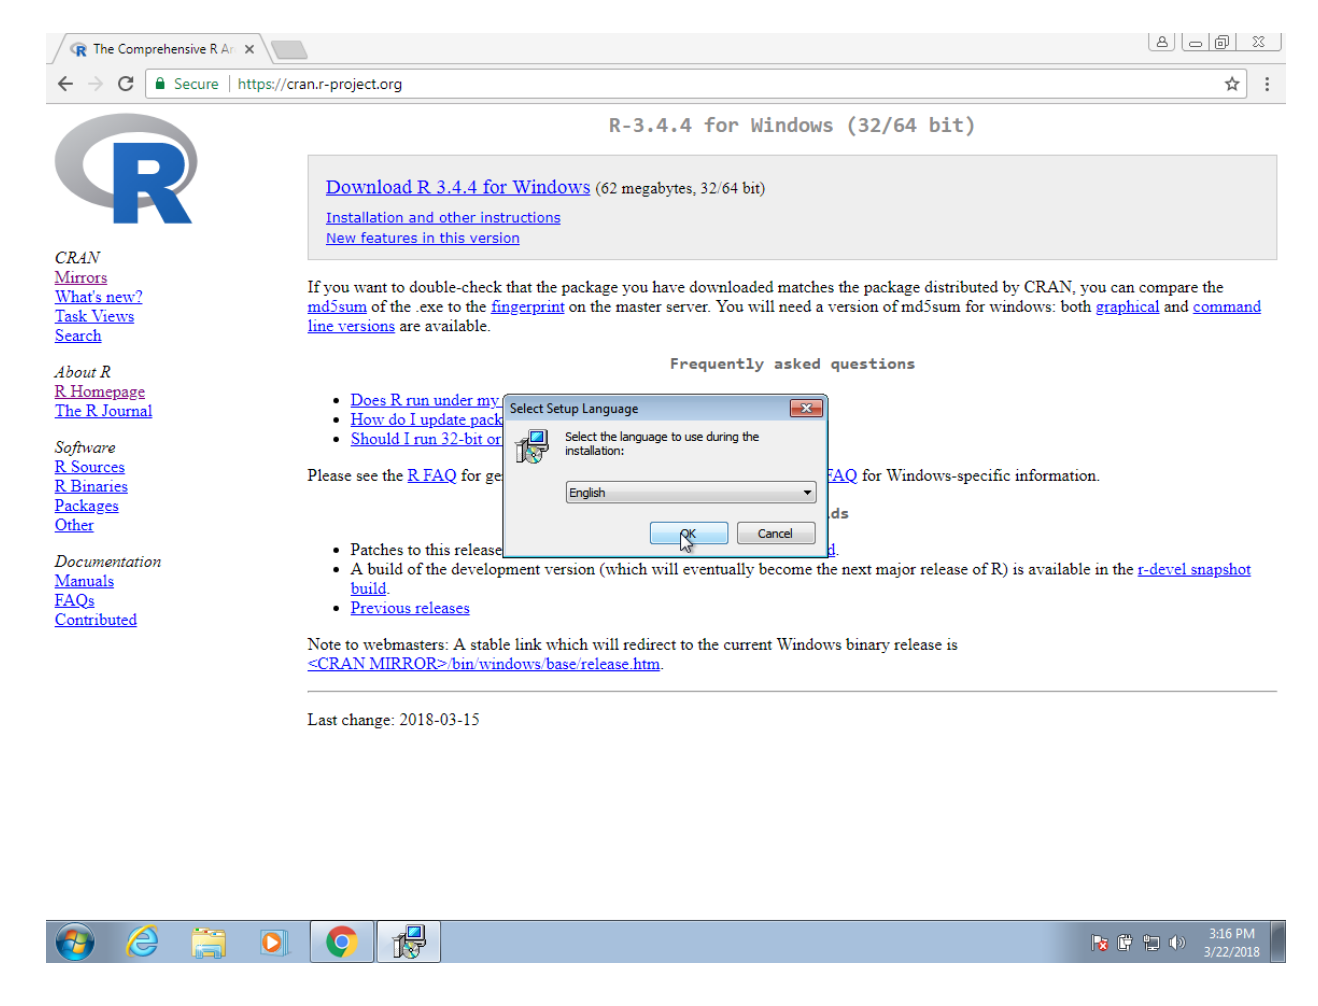 The Comprehensive R Ar
Secure | https://cran.r-project.org
R
CRAN
Mirrors
What's new?
Task Views
Search
About R
R Homepage
The R Journal
Software
R Sources
R Binaries
Packages
Other
Documentation
Manuals
FAQs
Contributed
R-3.4.4 for Windows (32/64 bit)
Download R 3.4.4 for Windows (62 megabytes, 32/64 bit)
Installation and other instructions
New features in this version
If you want to double-check that the package you have downloaded matches the package distributed by CRAN, you can compare the
md5sum of the .exe to the fingerprint on the master server. You will need a version of md5sum for windows: both graphical and command
line versions are available.
Frequently asked questions
• Does R run under my
• How do I update pack
• Should I run 32-bit or
Please see the R FAQ for ge
FAQ for Windows-specific information.
ds
• Patches to this release
d.
• A build of the development version (which will eventually become the next major release of R) is available in the r-devel snapshot
build.
• Previous releases
Note to webmasters: A stable link which will redirect to the current Windows binary release is
<CRAN MIRROR>/bin/windows/base/release.htm.
Last change: 2018-03-15
Select Setup Language
Select the language to use during the
installation:
English
OK
Cancel
3:16 PM
3/22/2018